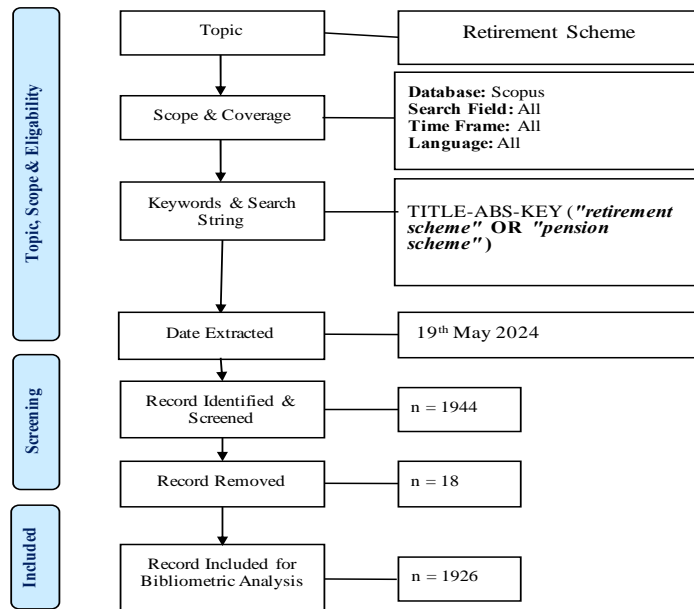 Topic, Scope & Eligability
Topic
Retirement Scheme
Scope & Coverage
Database: Scopus
Search Field: All
Time Frame: All
Language: All
Keywords & Search
String
TITLE-ABS-KEY ("retirement
scheme" OR "pension
scheme")
Date Extracted
19th May 2024
Screening
Record Identified &
Screened
n = 1944
Record Removed
n = 18
Included
Record Included for
Bibliometric Analysis
n = 1926